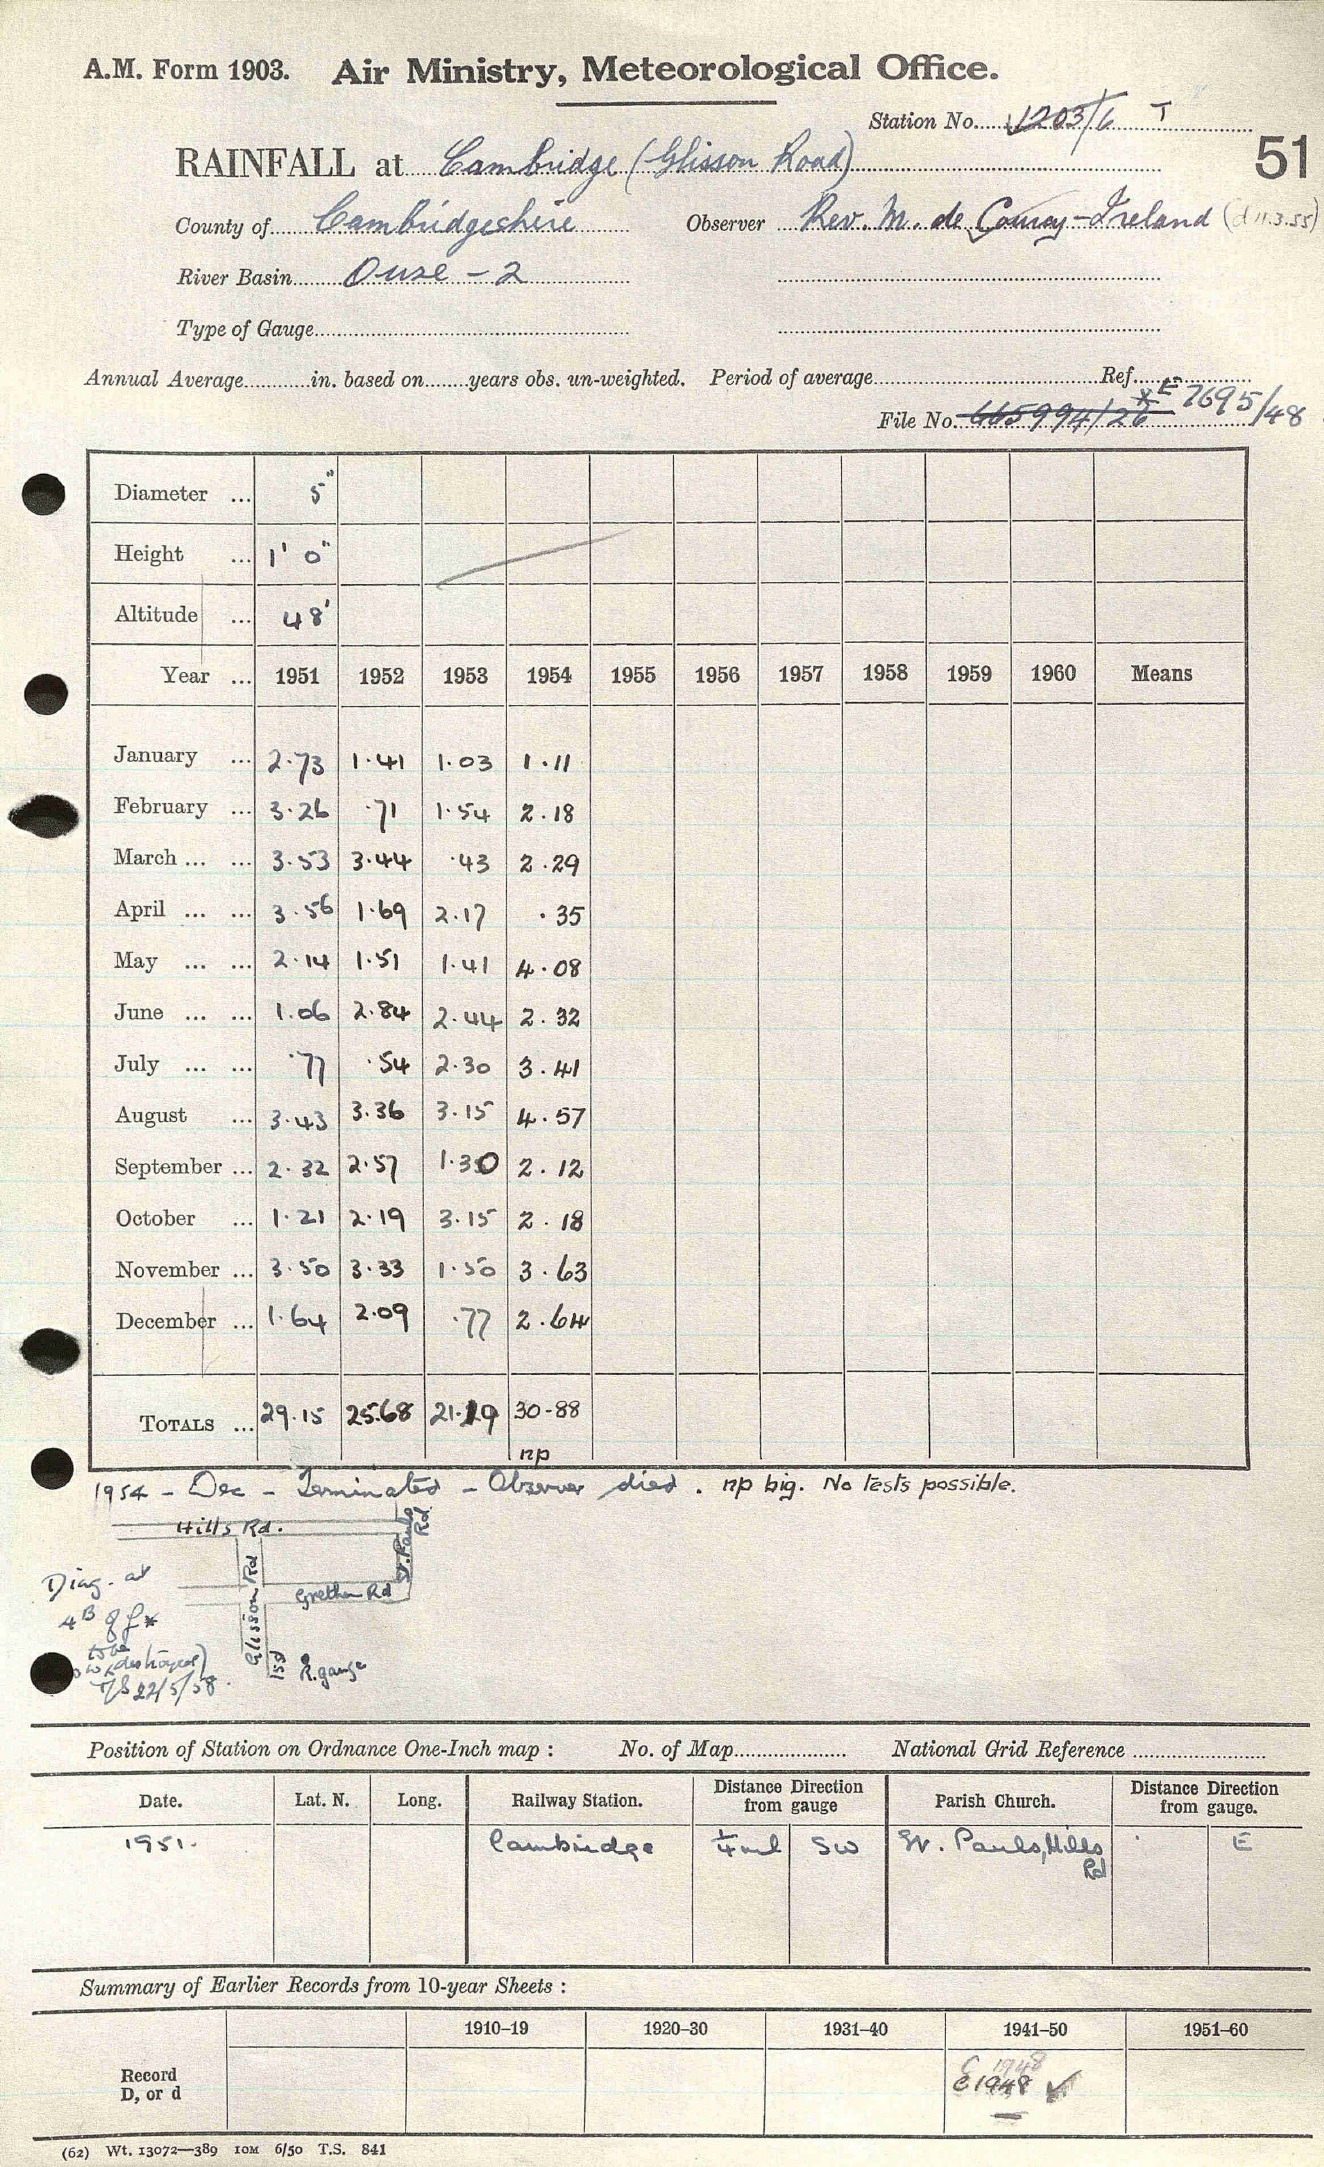 A.M. Form 1903. Air Ministry, Meteorological Office.
Station No. 1203/6 T
51
RAINFALL at Cambridge (Glisson Road)
County of Cambridgeshire Observer Rev. M. de Courcy-Ireland (d 11.3.55)
River Basin Ouse - 2
Type of Gauge
Annual Average in. based on years obs. un-weighted. Period of average Ref.
File No. 665994/26 * E 7695/48
Diameter ... 5"
Height ... 1' 0"
Altitude ... 48'
Year ... 1951 1952 1953 1954 1955 1956 1957 1958 1959 1960 Means
January ... 2.73 1.41 1.03 1.11
February ... 3.26 .71 1.54 2.18
March ... ... 3.53 3.44 .43 2.29
April ... ... 3.56 1.69 2.17 .35
May ... ... 2.14 1.51 1.41 4.08
June ... ... 1.06 2.84 2.44 2.32
July ... ... .77 .54 2.30 3.41
August ... 3.43 3.36 3.15 4.57
September ... 2.32 2.57 1.30 2.12
October ... 1.21 2.19 3.15 2.18
November ... 3.50 3.33 1.50 3.63
December ... 1.64 2.09 .77 2.64
TOTALS ... 29.15 25.68 21.19 30-88
np
1954 - Dec - Terminated - Observer died. np big. No tests possible.
Hills Rd.
St. Pauls Rd
Glisson Rd
Grethen Rd
Diag. at
4B of f *
to be
destroyed)
22/5/58.
R. gauge
Position of Station on Ordnance One-Inch map : No. of Map National Grid Reference
Date. Lat. N. Long. Railway Station. Distance Direction from gauge Parish Church. Distance Direction from gauge.
1951. Cambridge ¼ ml SW St. Pauls, Hills Rd E
Summary of Earlier Records from 10-year Sheets :
1910–19 1920–30 1931–40 1941–50 1951–60
Record
D, or d
C 1948
C 1948 ✓
(62) Wt. 13072—389 10M 6/50 T.S. 841